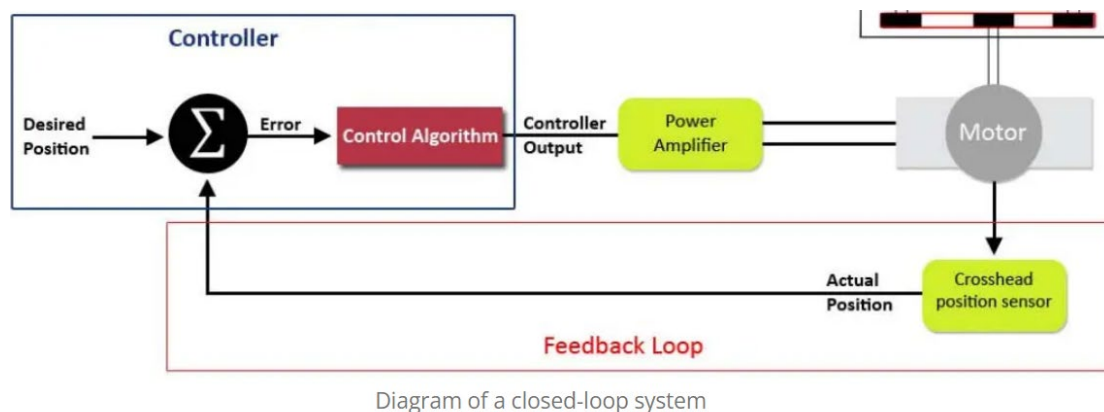 Controller
Desired
Position
Σ
Error
Control Algorithm
Controller
Output
Power
Amplifier
Motor
Crosshead
position sensor
Actual
Position
Feedback Loop
Diagram of a closed-loop system